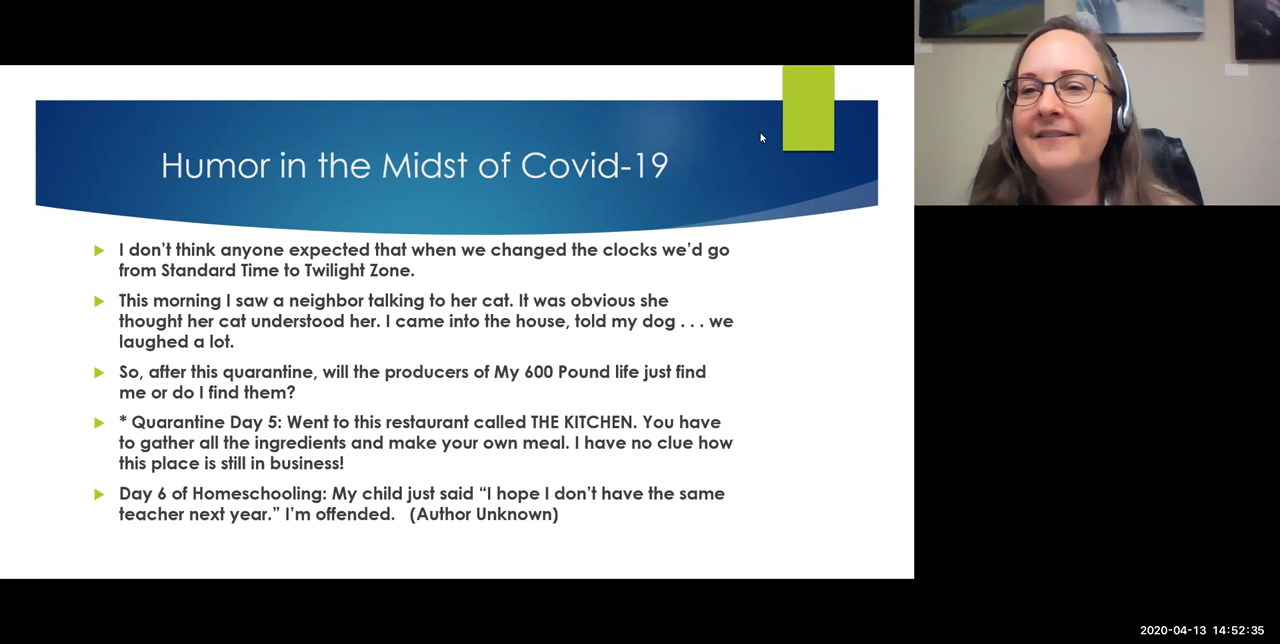 Humor in the Midst of Covid-19
I don’t think anyone expected that when we changed the clocks we’d go
from Standard Time to Twilight Zone.
This morning I saw a neighbor talking to her cat. It was obvious she
thought her cat understood her. I came into the house, told my dog . . . we
laughed a lot.
So, after this quarantine, will the producers of My 600 Pound life just find
me or do I find them?
* Quarantine Day 5: Went to this restaurant called THE KITCHEN. You have
to gather all the ingredients and make your own meal. I have no clue how
this place is still in business!
Day 6 of Homeschooling: My child just said “I hope I don’t have the same
teacher next year.” I’m offended. (Author Unknown)
2020-04-13 14:52:35